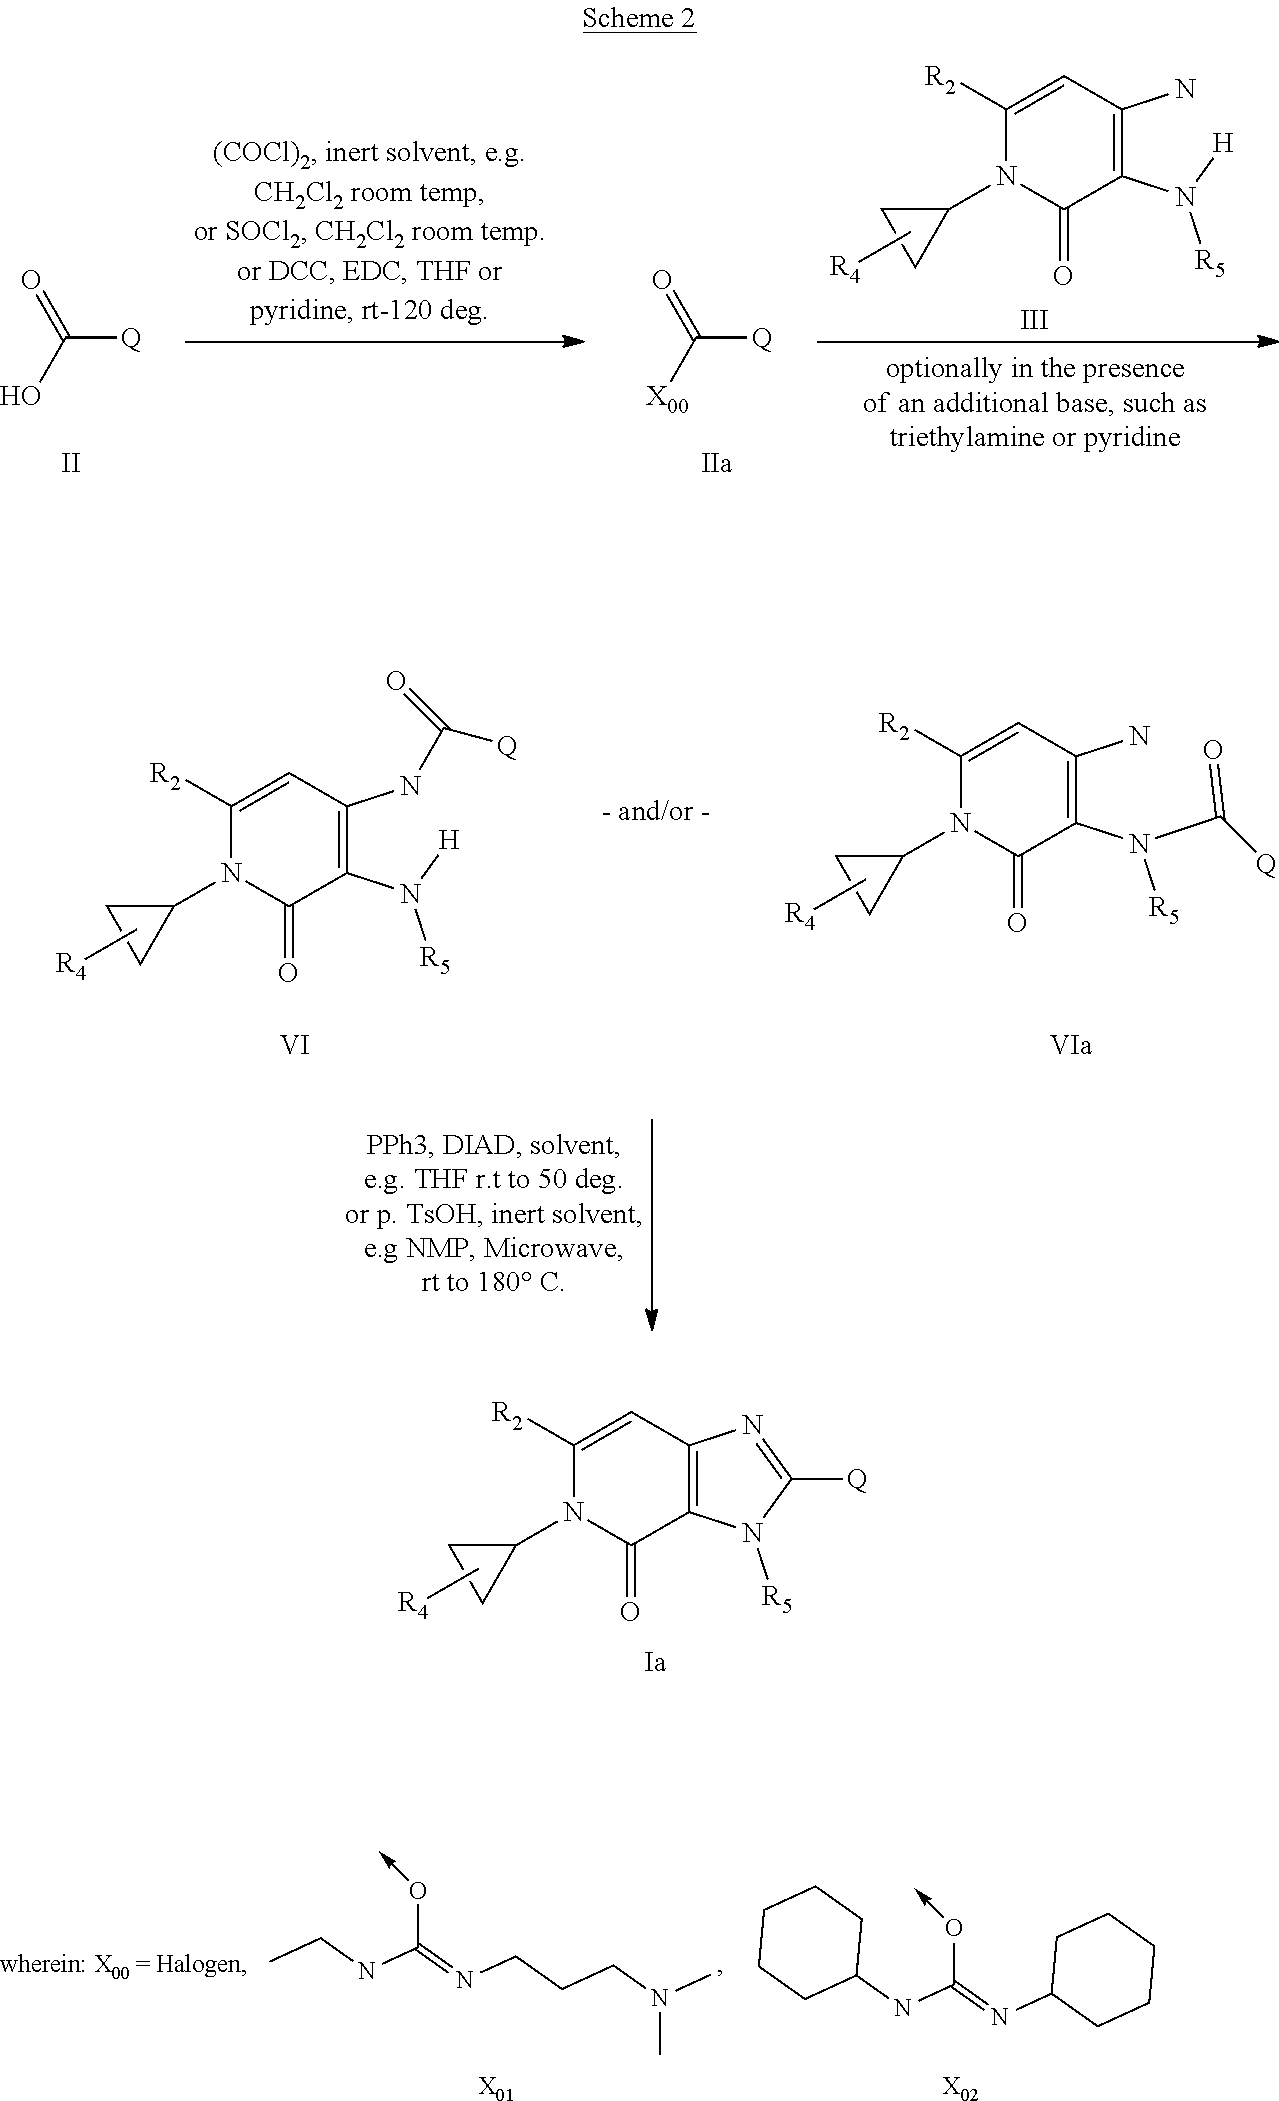 Scheme 2
(COCl)2, inert solvent, e.g.
CH2Cl2 room temp,
or SOCl2, CH2Cl2 room temp.
or DCC, EDC, THF or
pyridine, rt-120 deg.
O
Q
HO
II
O
Q
X00
IIa
R2
N
H
N
N
R5
R4
O
III
optionally in the presence
of an additional base, such as
triethylamine or pyridine
O
Q
R2
N
H
N
N
R4
R5
O
VI
- and/or -
R2
N
O
N
N
Q
R4
R5
O
VIa
PPh3, DIAD, solvent,
e.g. THF r.t to 50 deg.
or p. TsOH, inert solvent,
e.g NMP, Microwave,
rt to 180° C.
R2
N
Q
N
N
R4
R5
O
Ia
wherein: X00 = Halogen,
O
N
N
N
,
X01
O
N
N
X02